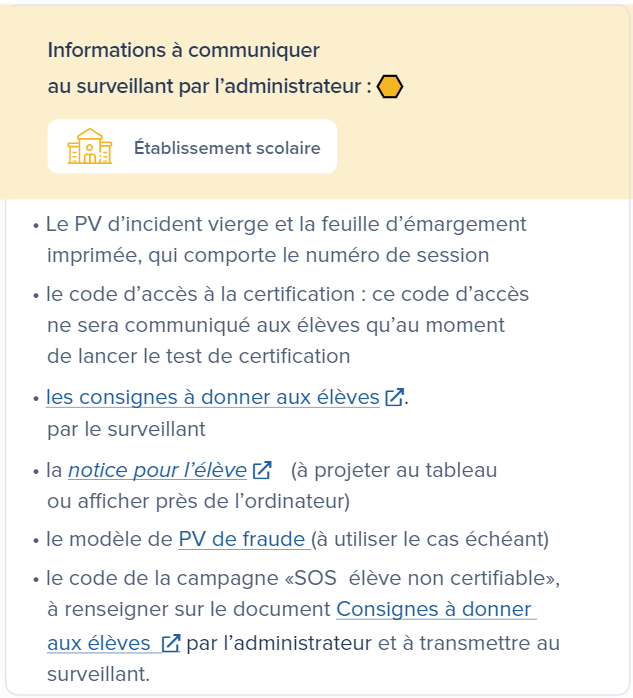 Informations à communiquer
au surveillant par l’administrateur :
Établissement scolaire
• Le PV d’incident vierge et la feuille d’émargement
imprimée, qui comporte le numéro de session
• le code d’accès à la certification : ce code d’accès
ne sera communiqué aux élèves qu’au moment
de lancer le test de certification
• les consignes à donner aux élèves .
par le surveillant
• la notice pour l’élève (à projeter au tableau
ou afficher près de l’ordinateur)
• le modèle de PV de fraude (à utiliser le cas échéant)
• le code de la campagne «SOS élève non certifiable»,
à renseigner sur le document Consignes à donner
aux élèves par l’administrateur et à transmettre au
surveillant.